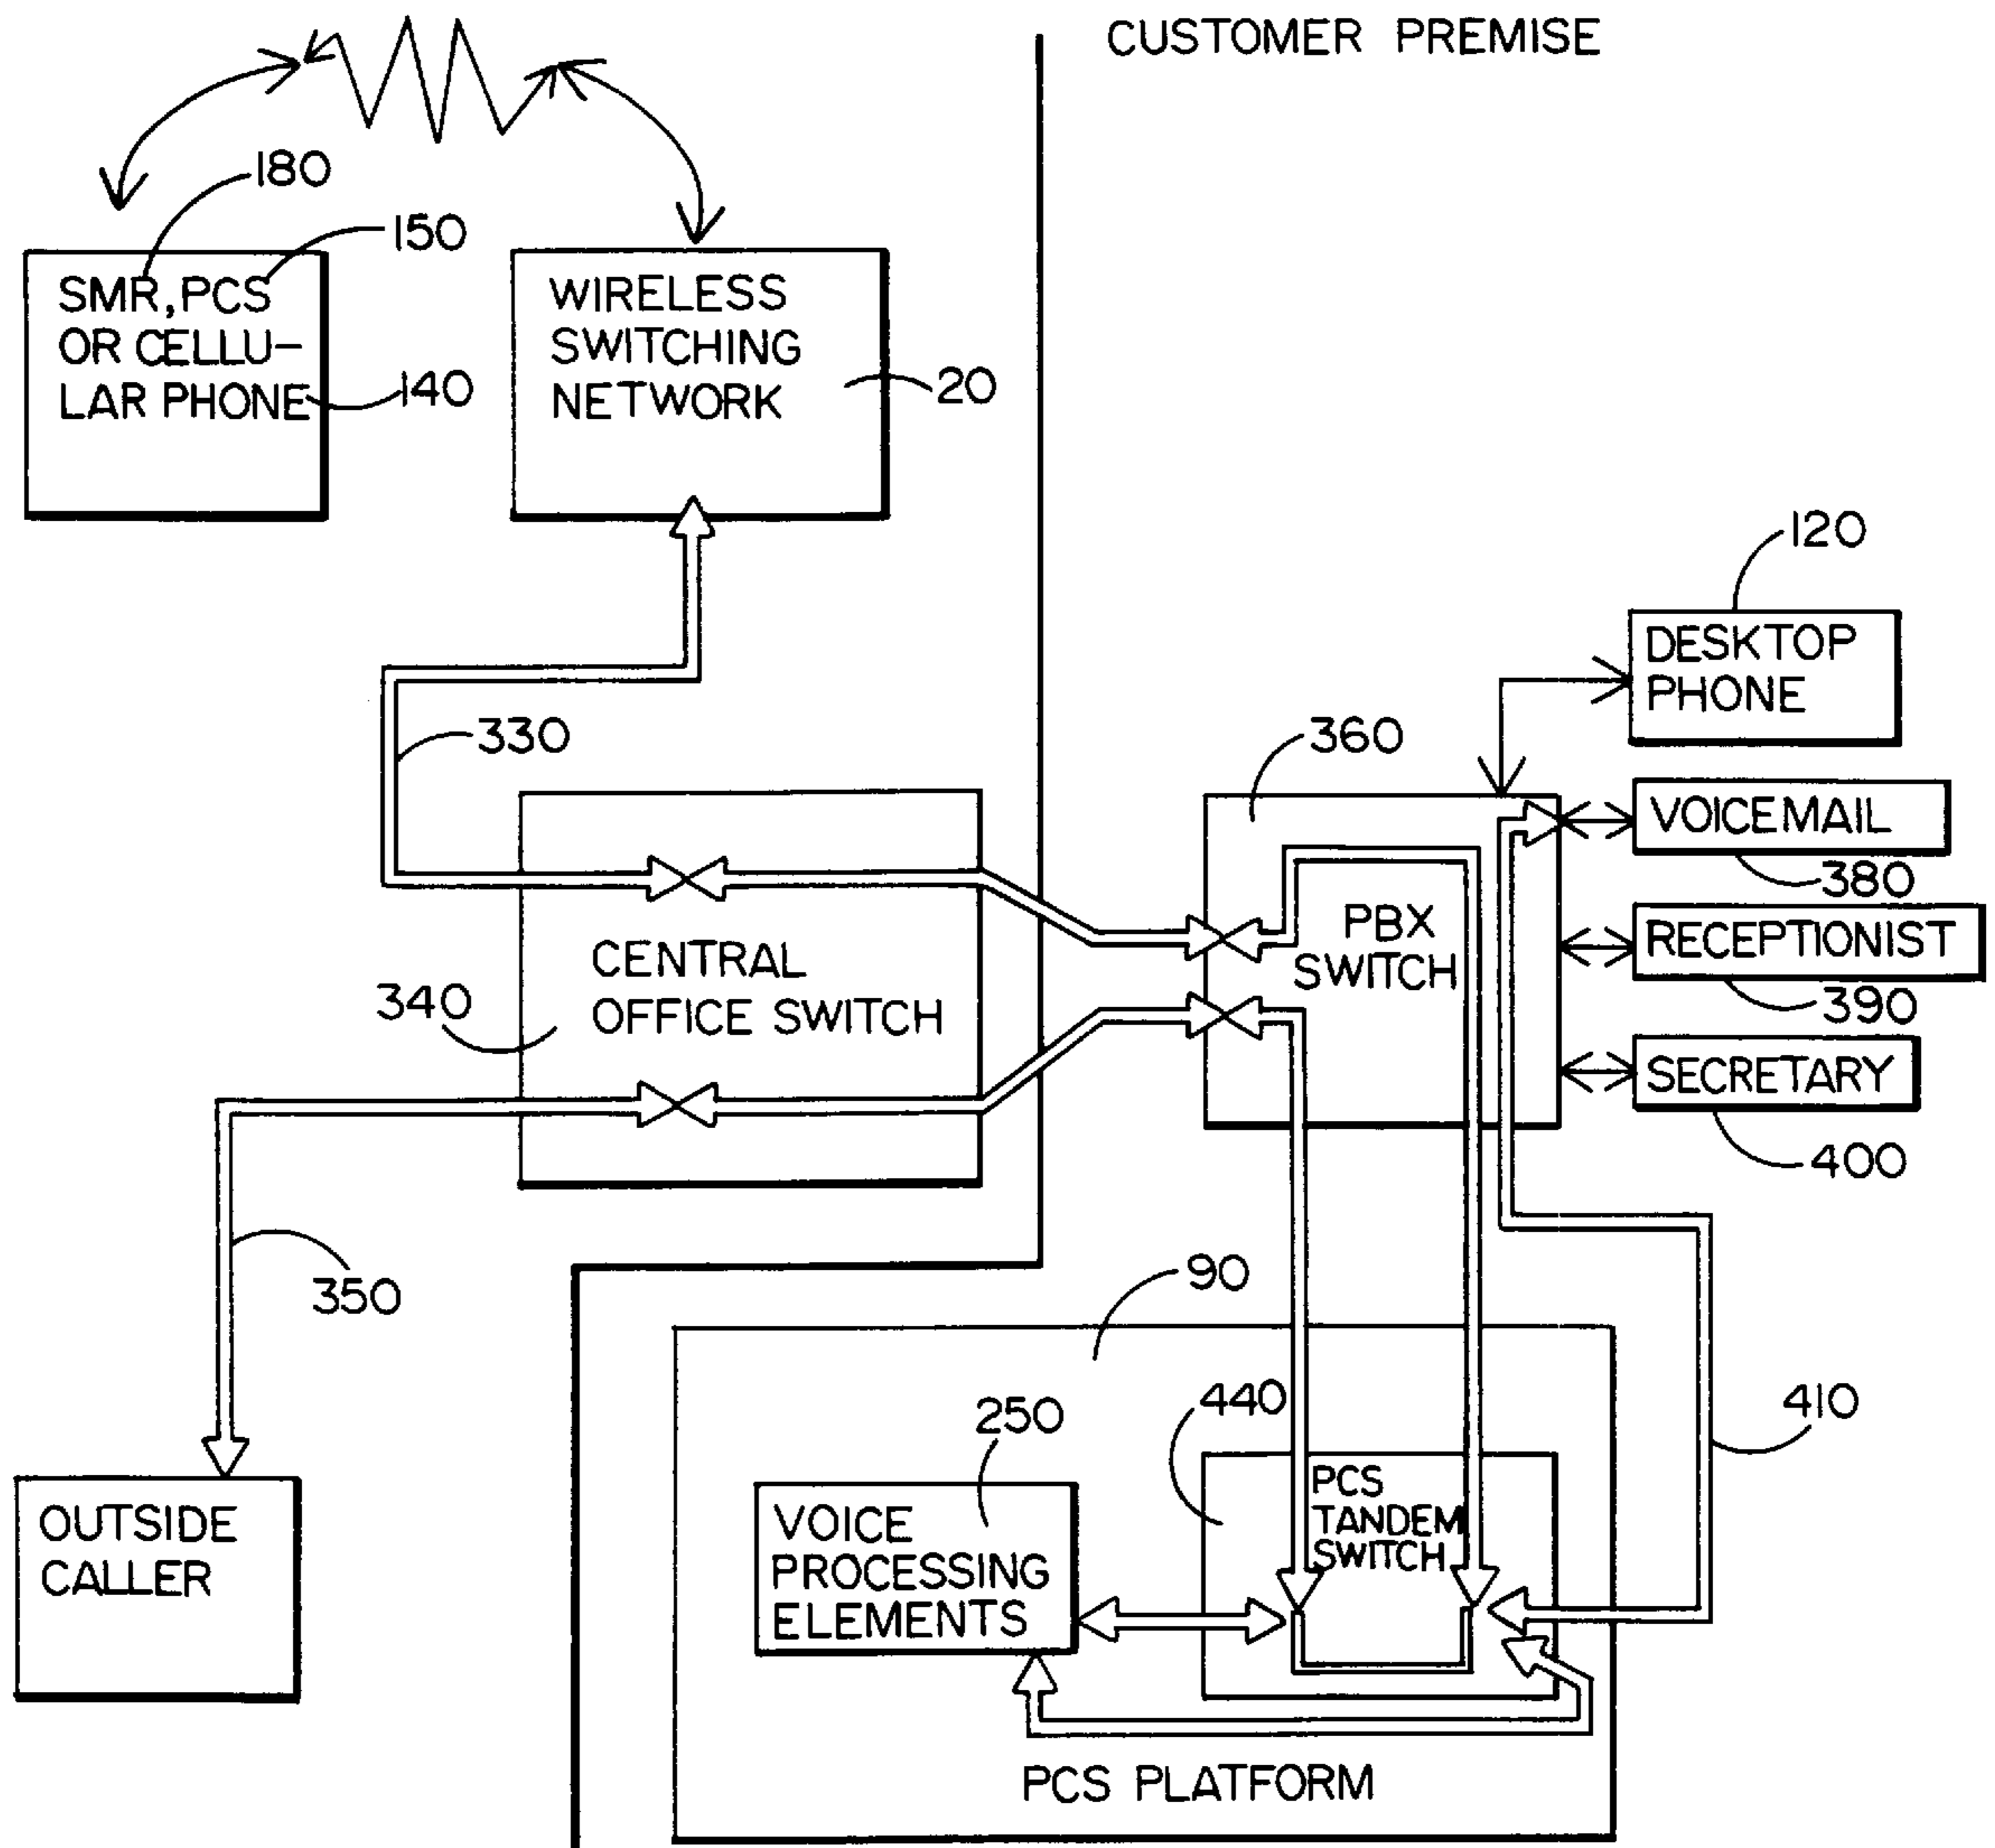 CUSTOMER PREMISE
180
150
SMR, PCS
OR CELLU-
LAR PHONE
140
WIRELESS
SWITCHING
NETWORK
20
120
DESKTOP
PHONE
330
360
VOICEMAIL
380
PBX
SWITCH
RECEPTIONIST
390
CENTRAL
OFFICE SWITCH
340
SECRETARY
400
350
90
440
410
250
PCS
TANDEM
SWITCH
VOICE
PROCESSING
ELEMENTS
OUTSIDE
CALLER
PCS PLATFORM